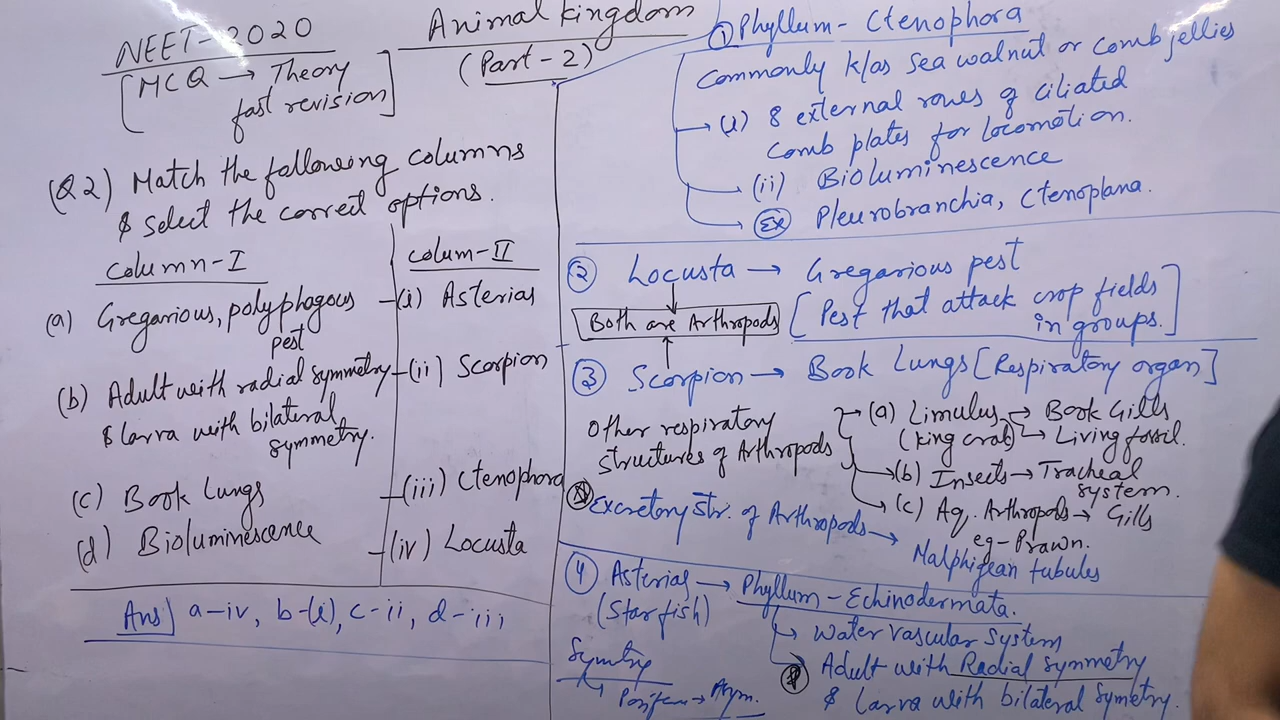 NEET-2020
[MCQ → Theory
fast revision]
Animal kingdom
(Part-2)
(Q2) Match the following columns
& select the correct options.
column-I
colum-II
(a) Gregarious, polyphagous
pest
(i) Asterias
(b) Adult with radial symmetry
& larva with bilateral
symmetry.
(ii) Scorpion
(c) Book Lungs
(iii) Ctenophora
(d) Bioluminescence
(iv) Locusta
Ans] a-iv, b-(i), c-ii, d-iii
① Phyllum - Ctenophora
Commonly k/as sea walnut or comb jellies
→ (i) 8 external rows of ciliated
comb plates for locomotion.
(ii) Bioluminescence
(Ex) Pleurobranchia, Ctenoplana.
② Locusta → Gregarious pest
[Pest that attack crop fields
in groups.]
Both are Arthropods
③ Scorpion → Book Lungs [Respiratory organ]
Other respiratory
structures of Arthropods
(a) Limulus → Book Gills
(king crab) → Living fossil.
(b) Insects → Tracheal
system.
(c) Aq. Arthropods → Gills
eg-Prawn.
Excretory Str. of Arthropods →
Malphigean tubules
④ Asterias → Phyllum - Echinodermata.
(Star fish)
→ Water vascular system
Adult with Radial symmetry
& larva with bilateral symetry.
Symtry
→ Porifera → Asym.